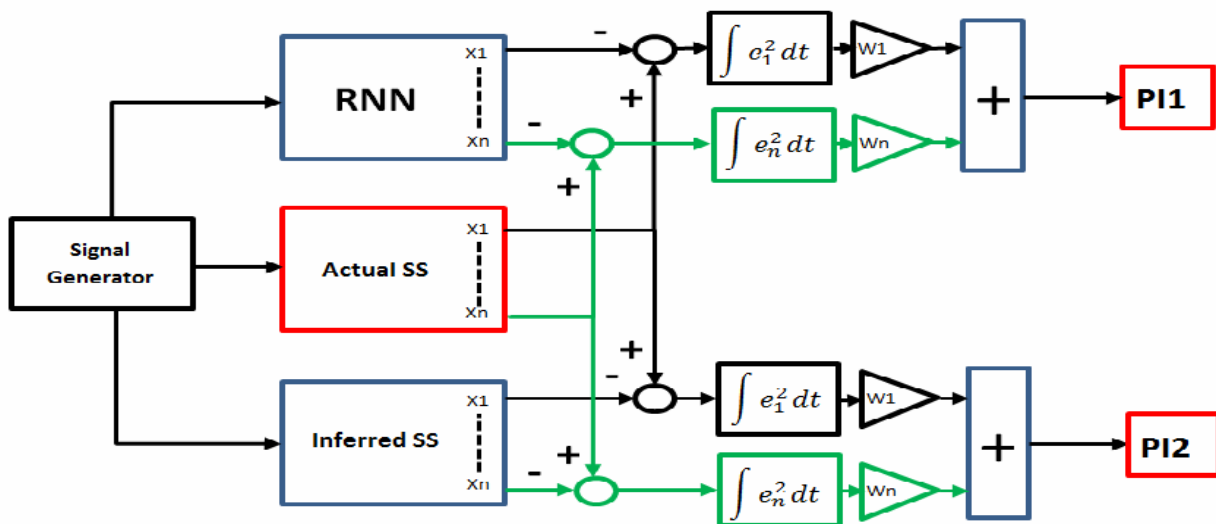 X1
RNN
Xn
-
+
∫ e₁² dt
W1
-
+
∫ eₙ² dt
Wn
+
PI1
Signal
Generator
X1
Actual SS
Xn
X1
Inferred SS
Xn
+
-
∫ e₁² dt
W1
+
-
∫ eₙ² dt
Wn
+
PI2